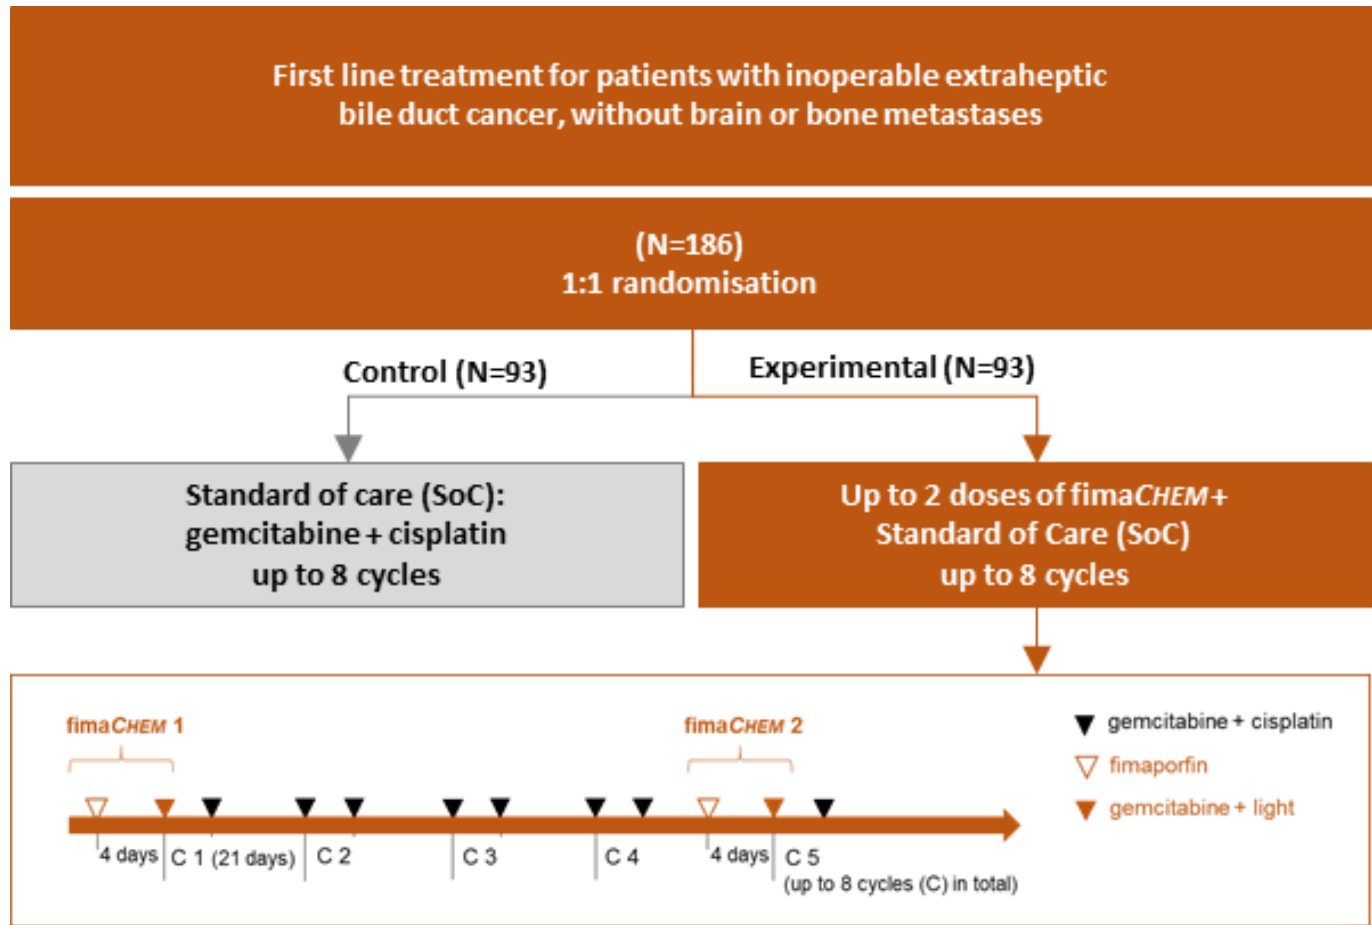 First line treatment for patients with inoperable extraheptic
bile duct cancer, without brain or bone metastases
(N=186)
1:1 randomisation
Control (N=93)
Experimental (N=93)
Standard of care (SoC):
gemcitabine + cisplatin
up to 8 cycles
Up to 2 doses of fimaCHEM +
Standard of Care (SoC)
up to 8 cycles
fimaCHEM 1
fimaCHEM 2
gemcitabine + cisplatin
fimaporfin
gemcitabine + light
4 days
C 1 (21 days)
C 2
C 3
C 4
4 days
C 5
(up to 8 cycles (C) in total)